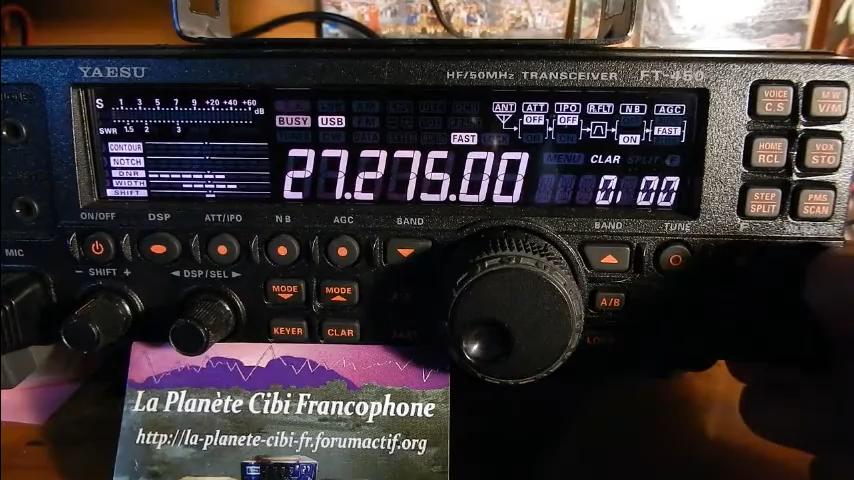 YAESU
HF/50MHz TRANSCEIVER FT-450
S 1 3 5 7 9 +20 +40 +60 dB
SWR 1.5 2 3
BUSY USB
FAST
ANT ATT IPO R.FLT NB AGC
OFF OFF ON FAST
CONTOUR
NOTCH
DNR
WIDTH
SHIFT
27.275.00
MENU CLAR SPLIT
0.00
VOICE C.S
M/W V/M
HOME RCL
VOX STO
STEP SPLIT
PMS SCAN
ON/OFF DSP ATT/IPO NB AGC BAND
BAND TUNE
MIC
– SHIFT +
◄DSP/SEL►
MODE MODE
KEYER CLAR
A/B
La Planète Cibi Francophone
http://la-planete-cibi-fr.forumactif.org/